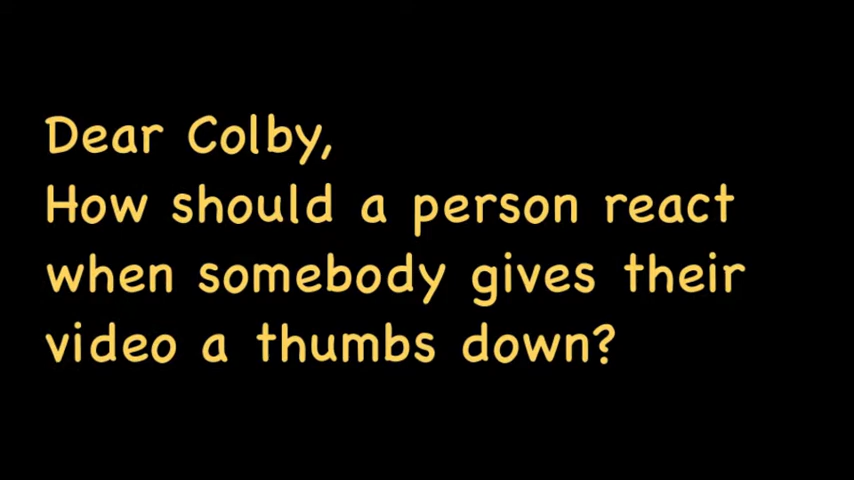 Dear Colby,
How should a person react
when somebody gives their
video a thumbs down?